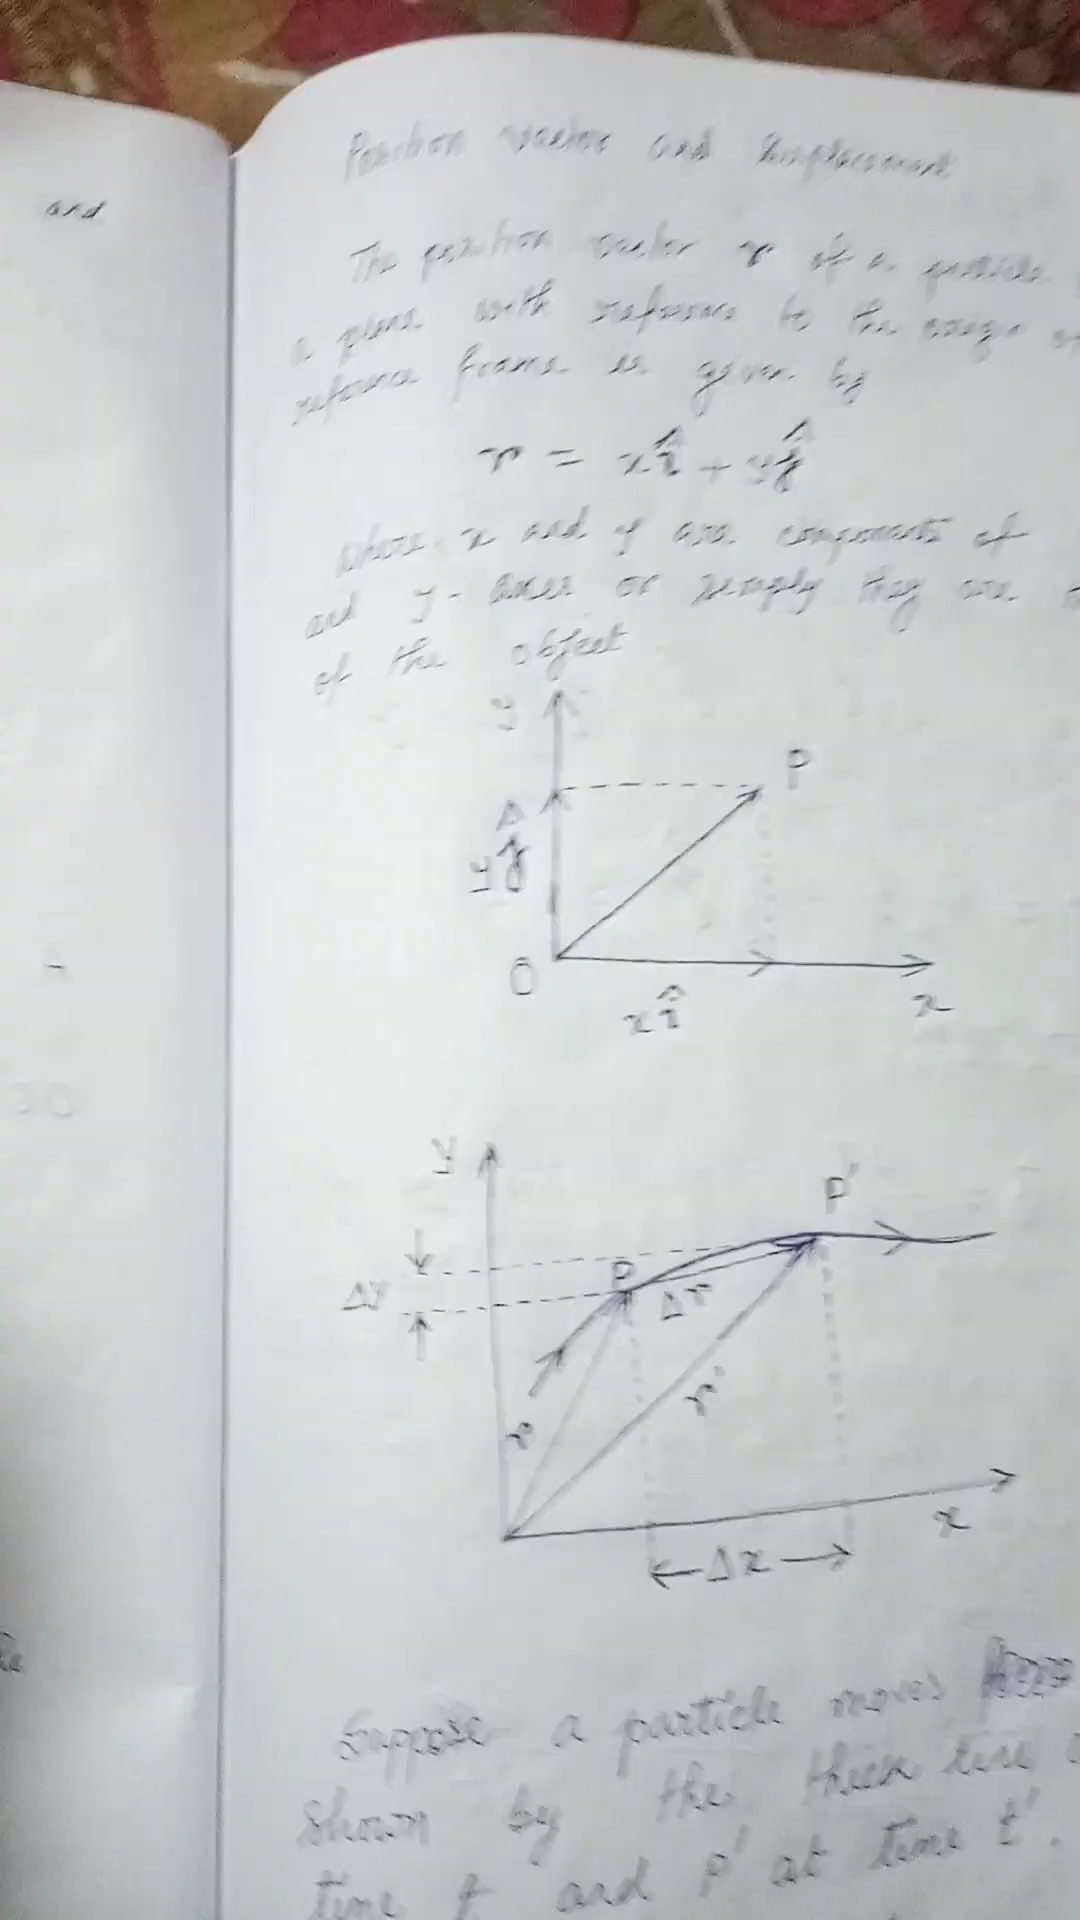 and
Position vector and Displacement
The position vector r of a particle
a plane with reference to the origin of
reference frame is given by
r = xî + yĵ
where x and y are components of
and y- axes or simply they are
of the object
y
P
yĵ
O
xî
x
y
P'
P
Δy
Δr
r'
r
x
Δx
Suppose a particle moves
shown by the thick line
time t and P' at time t'.